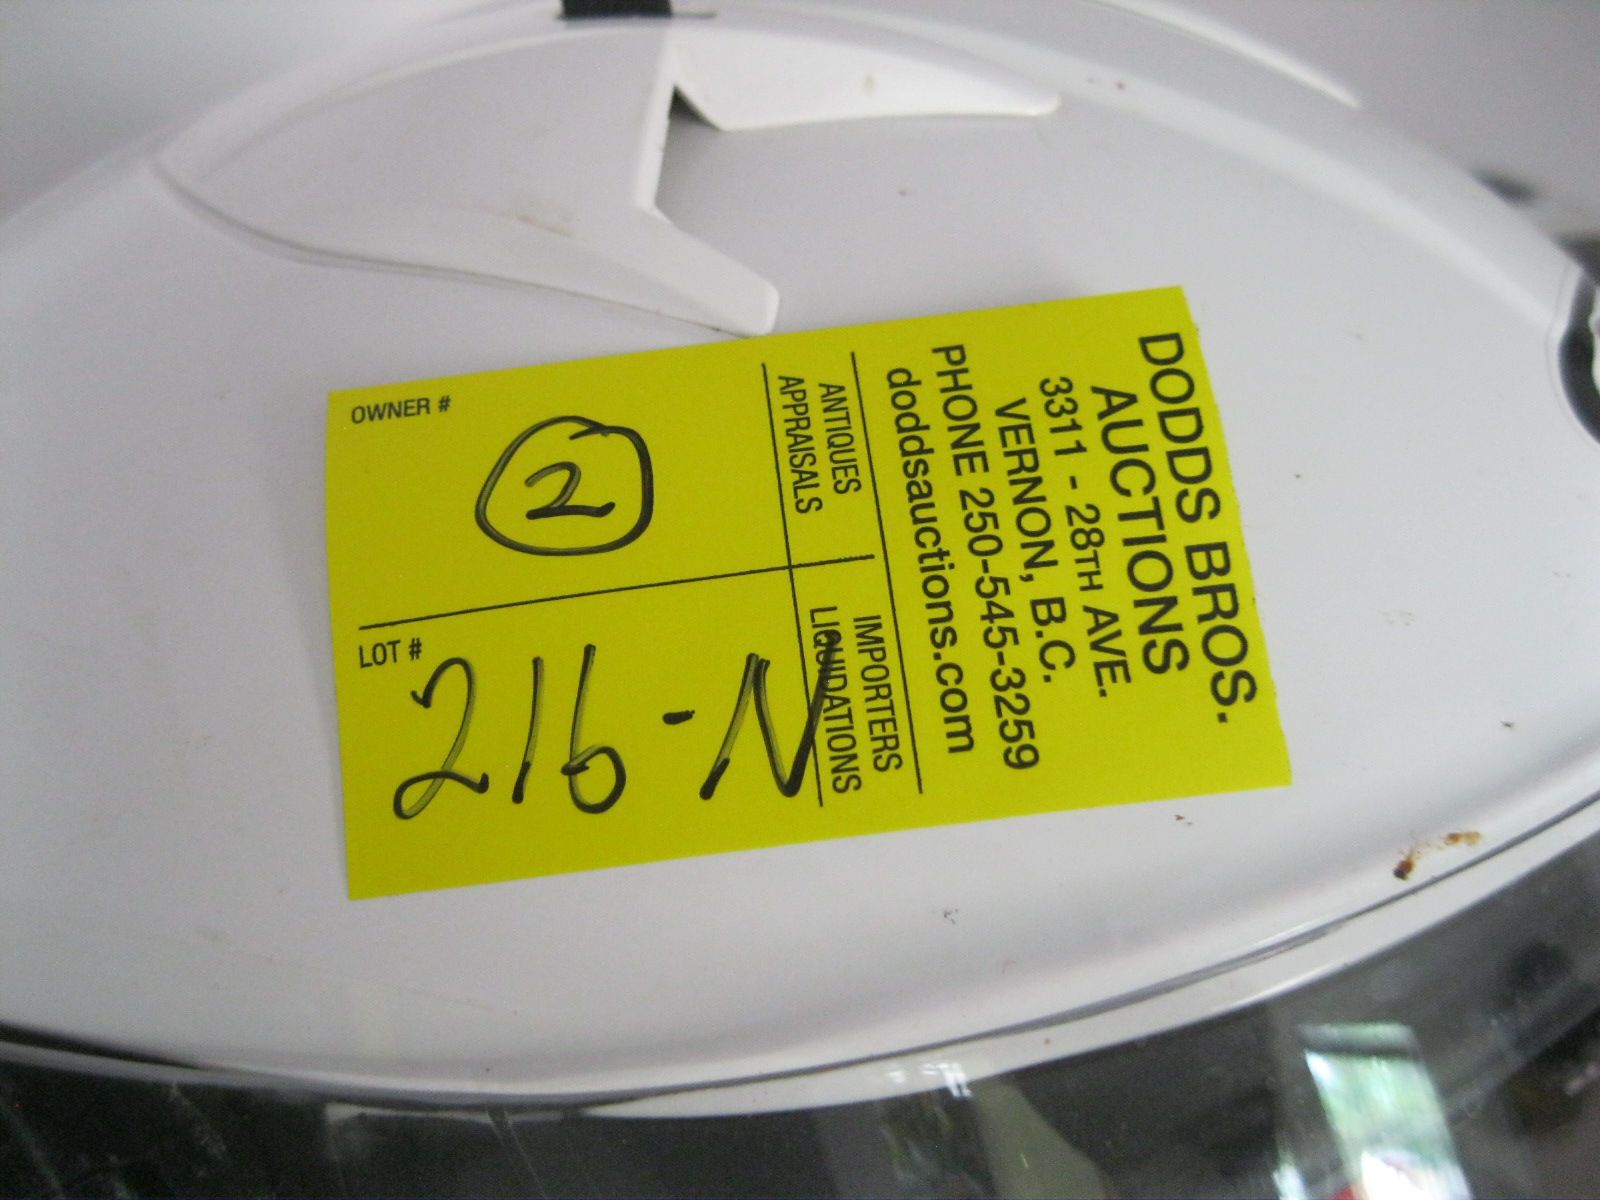 DODDS BROS.
AUCTIONS
3311 - 28TH AVE.
VERNON, B.C.
PHONE 250-545-3259
doddsauctions.com
ANTIQUES IMPORTERS
APPRAISALS LIQUIDATIONS
OWNER #
2
LOT #
216-N